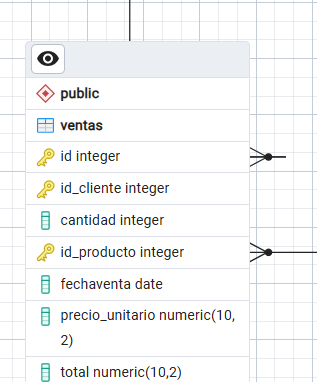 public
ventas
id integer
id_cliente integer
cantidad integer
id_producto integer
fechaventa date
precio_unitario numeric(10,
2)
total numeric(10,2)